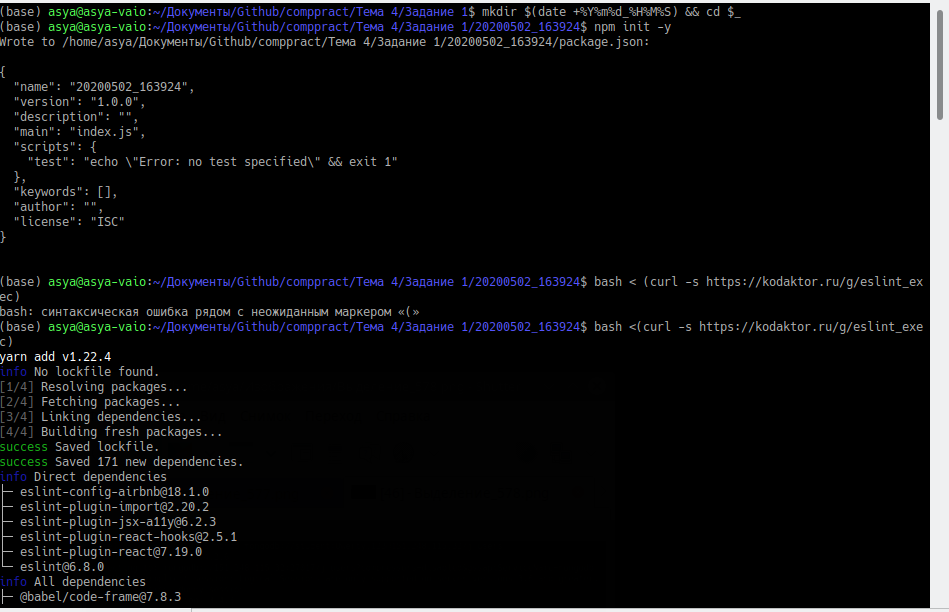 (base) asya@asya-vaio:~/Документы/Github/comppract/Тема 4/Задание 1$ mkdir $(date +%Y%m%d_%H%M%S) && cd $_
(base) asya@asya-vaio:~/Документы/Github/comppract/Тема 4/Задание 1/20200502_163924$ npm init -y
Wrote to /home/asya/Документы/Github/comppract/Тема 4/Задание 1/20200502_163924/package.json:
{
  "name": "20200502_163924",
  "version": "1.0.0",
  "description": "",
  "main": "index.js",
  "scripts": {
    "test": "echo \"Error: no test specified\" && exit 1"
  },
  "keywords": [],
  "author": "",
  "license": "ISC"
}
(base) asya@asya-vaio:~/Документы/Github/comppract/Тема 4/Задание 1/20200502_163924$ bash < (curl -s https://kodaktor.ru/g/eslint_ex
ec)
bash: синтаксическая ошибка рядом с неожиданным маркером «(»
(base) asya@asya-vaio:~/Документы/Github/comppract/Тема 4/Задание 1/20200502_163924$ bash <(curl -s https://kodaktor.ru/g/eslint_exe
c)
yarn add v1.22.4
info No lockfile found.
[1/4] Resolving packages...
[2/4] Fetching packages...
[3/4] Linking dependencies...
[4/4] Building fresh packages...
success Saved lockfile.
success Saved 171 new dependencies.
info Direct dependencies
├─ eslint-config-airbnb@18.1.0
├─ eslint-plugin-import@2.20.2
├─ eslint-plugin-jsx-a11y@6.2.3
├─ eslint-plugin-react-hooks@2.5.1
├─ eslint-plugin-react@7.19.0
└─ eslint@6.8.0
info All dependencies
├─ @babel/code-frame@7.8.3